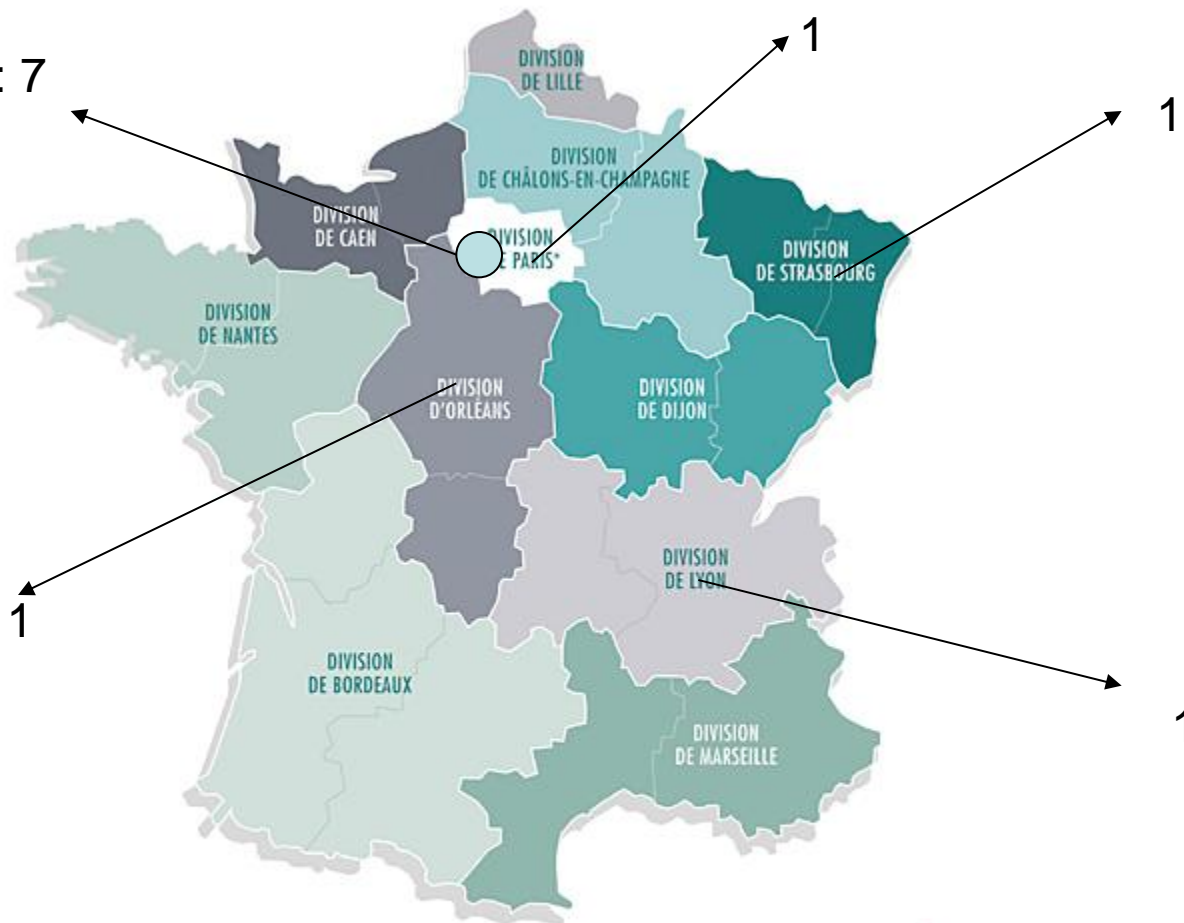 1
DIVISION
DE LILLE
: 7
1
DIVISION
DE CHÂLONS-EN-CHAMPAGNE
DIVISION
DE CAEN
DIVISION
E PARIS*
DIVISION
DE STRASBOURG
DIVISION
DE NANTES
DIVISION
D'ORLÉANS
DIVISION
DE DIJON
DIVISION
DE LYON
1
DIVISION
DE BORDEAUX
1
DIVISION
DE MARSEILLE